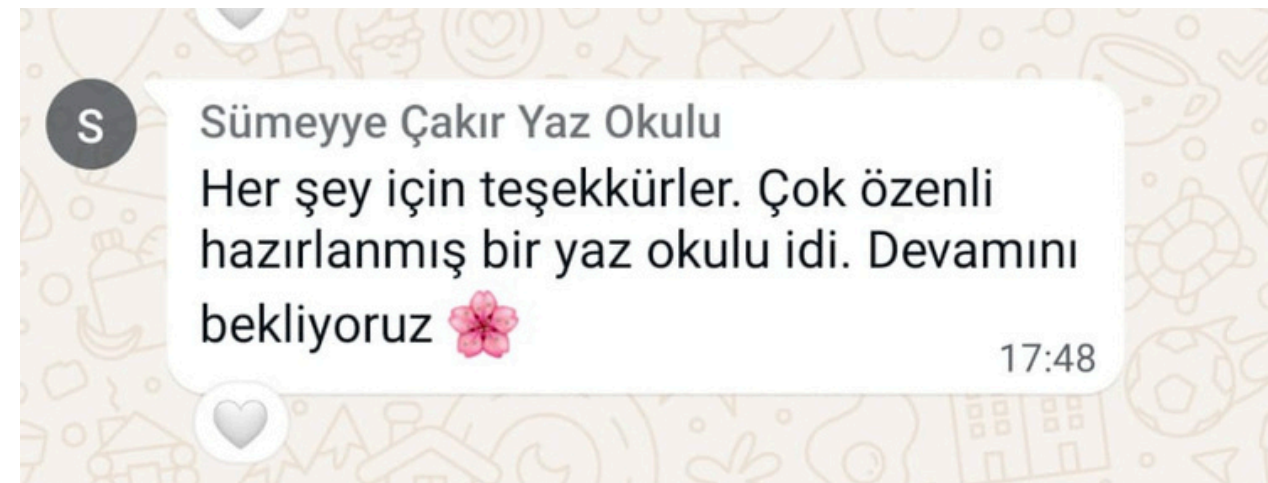 S
Sümeyye Çakır Yaz Okulu
Her şey için teşekkürler. Çok özenli
hazırlanmış bir yaz okulu idi. Devamını
bekliyoruz 🌸
17:48